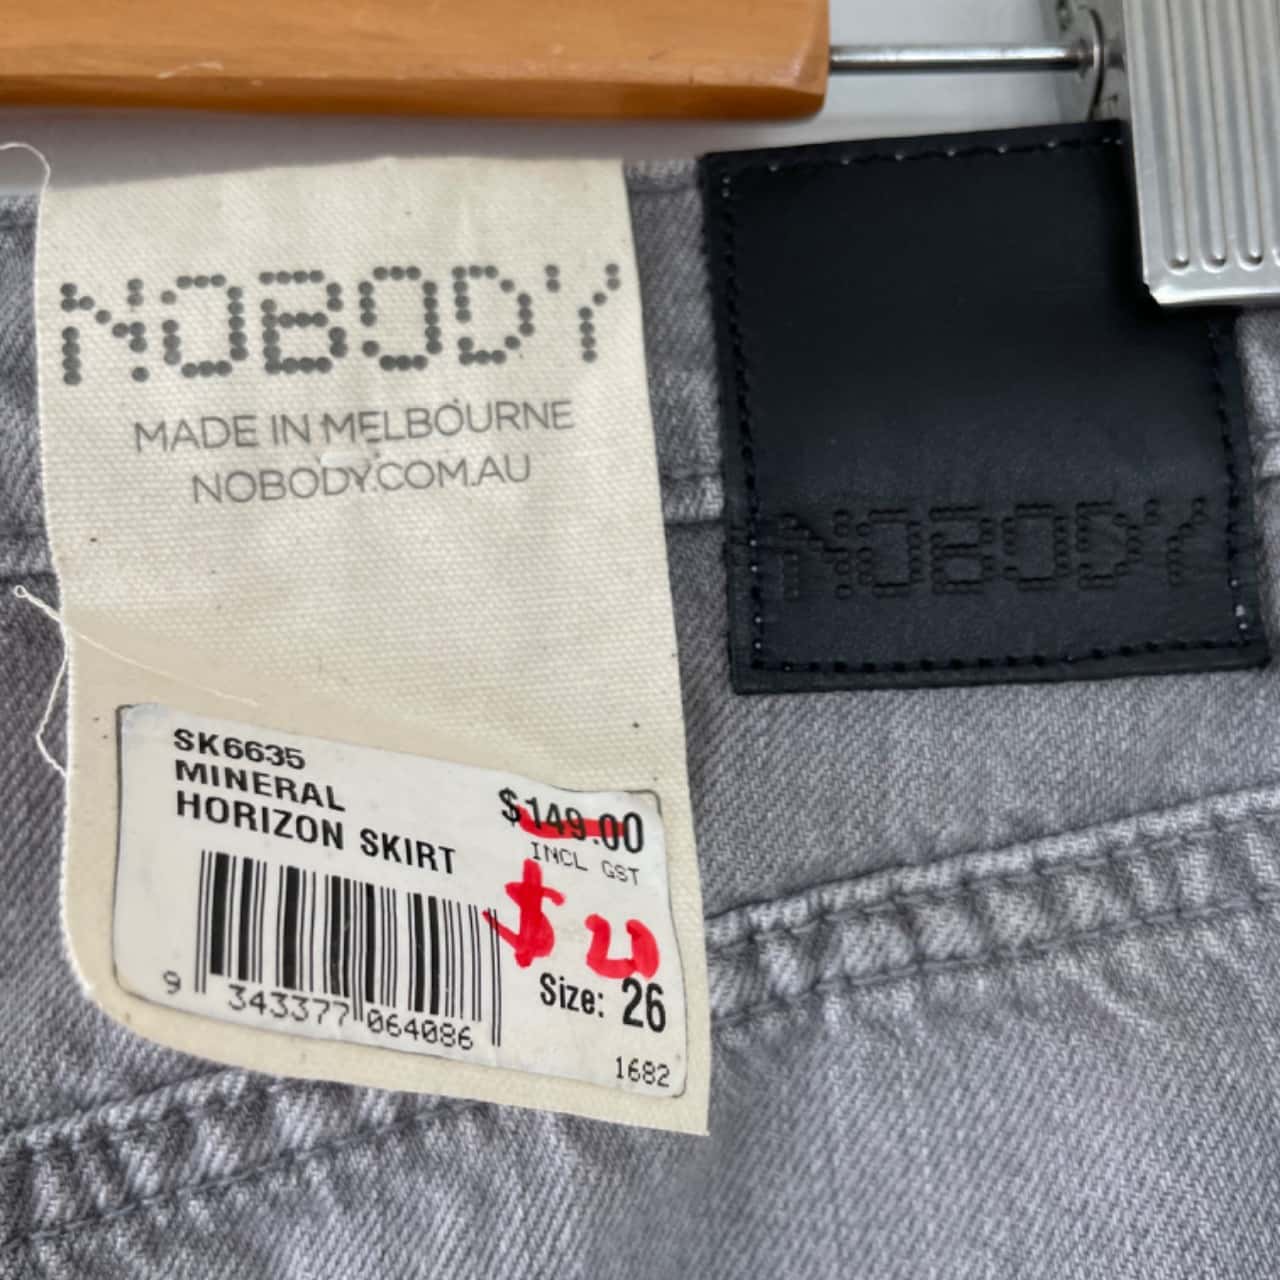 NOBODY
MADE IN MELBOURNE
NOBODY.COM.AU
NOBODY
SK6635
MINERAL
HORIZON SKIRT
$149.00
INCL GST
$20
Size: 26
9 343377 064086
1682